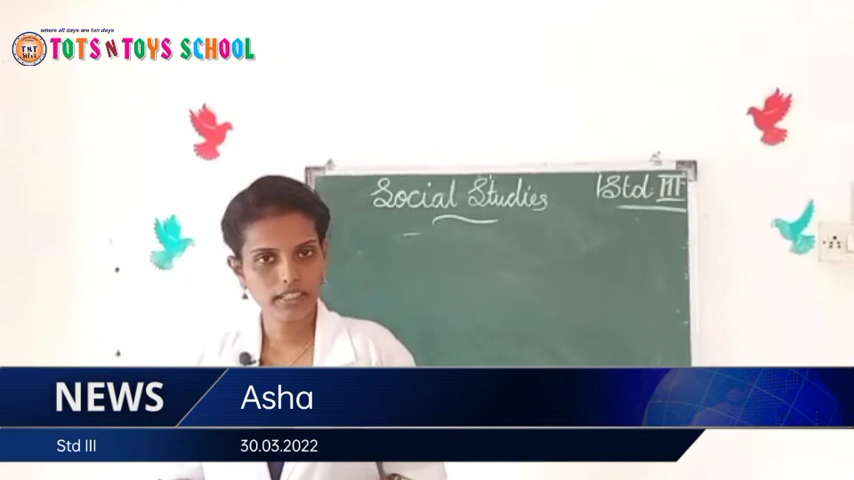 where all days are fun days
TOTS N TOYS SCHOOL
Social Studies
Std III
NEWS
Asha
Std III
30.03.2022